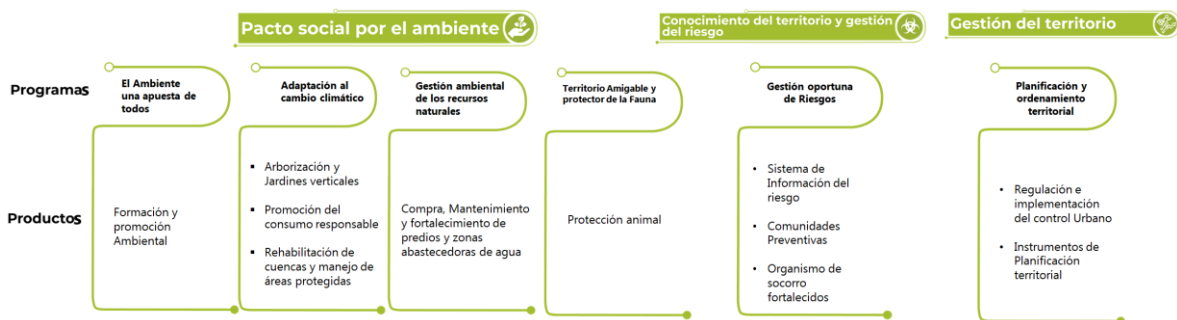 Pacto social por el ambiente
Conocimiento del territorio y gestión
del riesgo
Gestión del territorio
Programas
El Ambiente
una apuesta de
todos
Adaptación al
cambio climático
Gestión ambiental
de los recursos
naturales
Territorio Amigable y
protector de la Fauna
Gestión oportuna
de Riesgos
Planificación y
ordenamiento
territorial
Productos
Formación y
promoción
Ambiental
▪ Arborización y
Jardines verticales
▪ Promoción del
consumo responsable
▪ Rehabilitación de
cuencas y manejo de
áreas protegidas
Compra, Mantenimiento
y fortalecimiento de
predios y zonas
abastecedoras de agua
Protección animal
• Sistema de
Información del
riesgo
• Comunidades
Preventivas
• Organismo de
socorro
fortalecidos
• Regulación e
implementación
del control Urbano
• Instrumentos de
Planificación
territorial